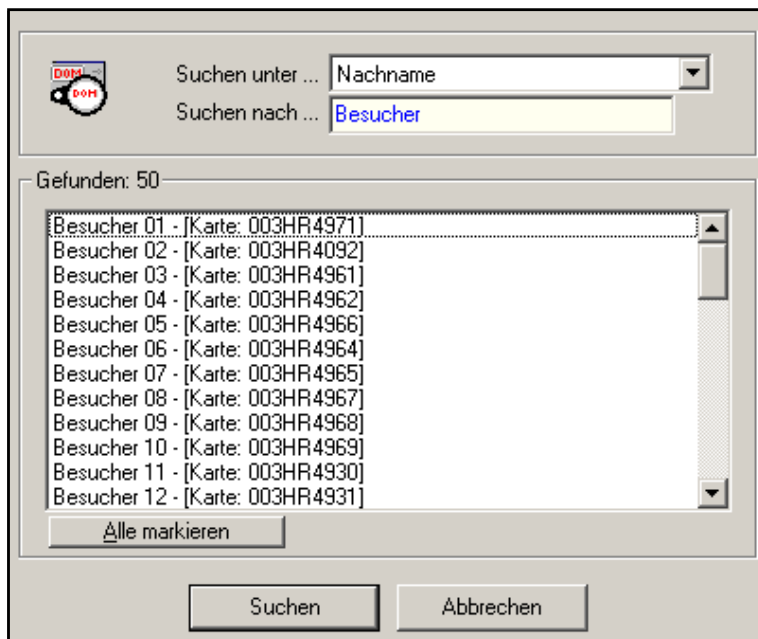 DOM
DOM
Suchen unter ... Nachname
Suchen nach ... Besucher
Gefunden: 50
Besucher 01 - [Karte: 003HR4971]
Besucher 02 - [Karte: 003HR4092]
Besucher 03 - [Karte: 003HR4961]
Besucher 04 - [Karte: 003HR4962]
Besucher 05 - [Karte: 003HR4966]
Besucher 06 - [Karte: 003HR4964]
Besucher 07 - [Karte: 003HR4965]
Besucher 08 - [Karte: 003HR4967]
Besucher 09 - [Karte: 003HR4968]
Besucher 10 - [Karte: 003HR4969]
Besucher 11 - [Karte: 003HR4930]
Besucher 12 - [Karte: 003HR4931]
Alle markieren
Suchen Abbrechen